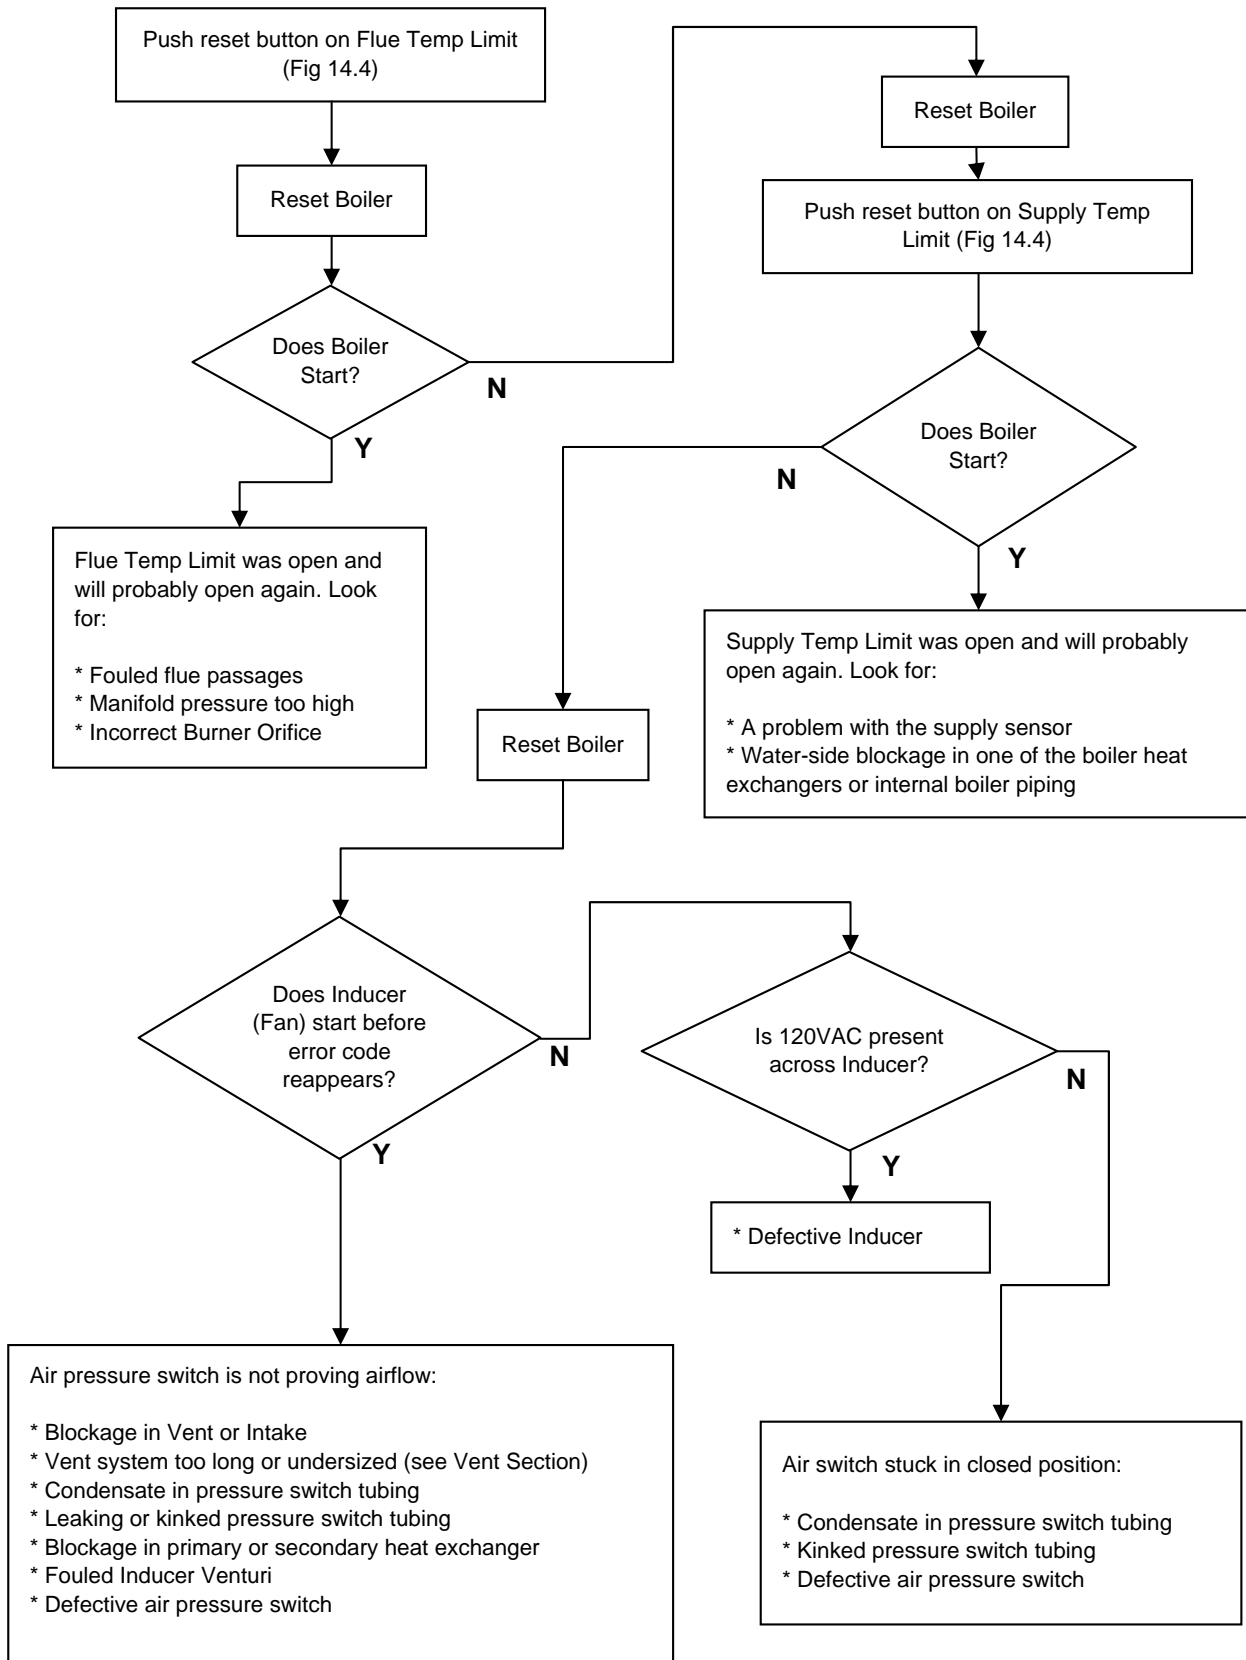 Push reset button on Flue Temp Limit
(Fig 14.4)
Reset Boiler
Does Boiler
Start?
N
Y
Flue Temp Limit was open and
will probably open again. Look
for:
* Fouled flue passages
* Manifold pressure too high
* Incorrect Burner Orifice
Reset Boiler
Push reset button on Supply Temp
Limit (Fig 14.4)
Does Boiler
Start?
N
Y
Supply Temp Limit was open and will probably
open again. Look for:
* A problem with the supply sensor
* Water-side blockage in one of the boiler heat
exchangers or internal boiler piping
Reset Boiler
Does Inducer
(Fan) start before
error code
reappears?
N
Y
Is 120VAC present
across Inducer?
N
Y
* Defective Inducer
Air pressure switch is not proving airflow:
* Blockage in Vent or Intake
* Vent system too long or undersized (see Vent Section)
* Condensate in pressure switch tubing
* Leaking or kinked pressure switch tubing
* Blockage in primary or secondary heat exchanger
* Fouled Inducer Venturi
* Defective air pressure switch
Air switch stuck in closed position:
* Condensate in pressure switch tubing
* Kinked pressure switch tubing
* Defective air pressure switch